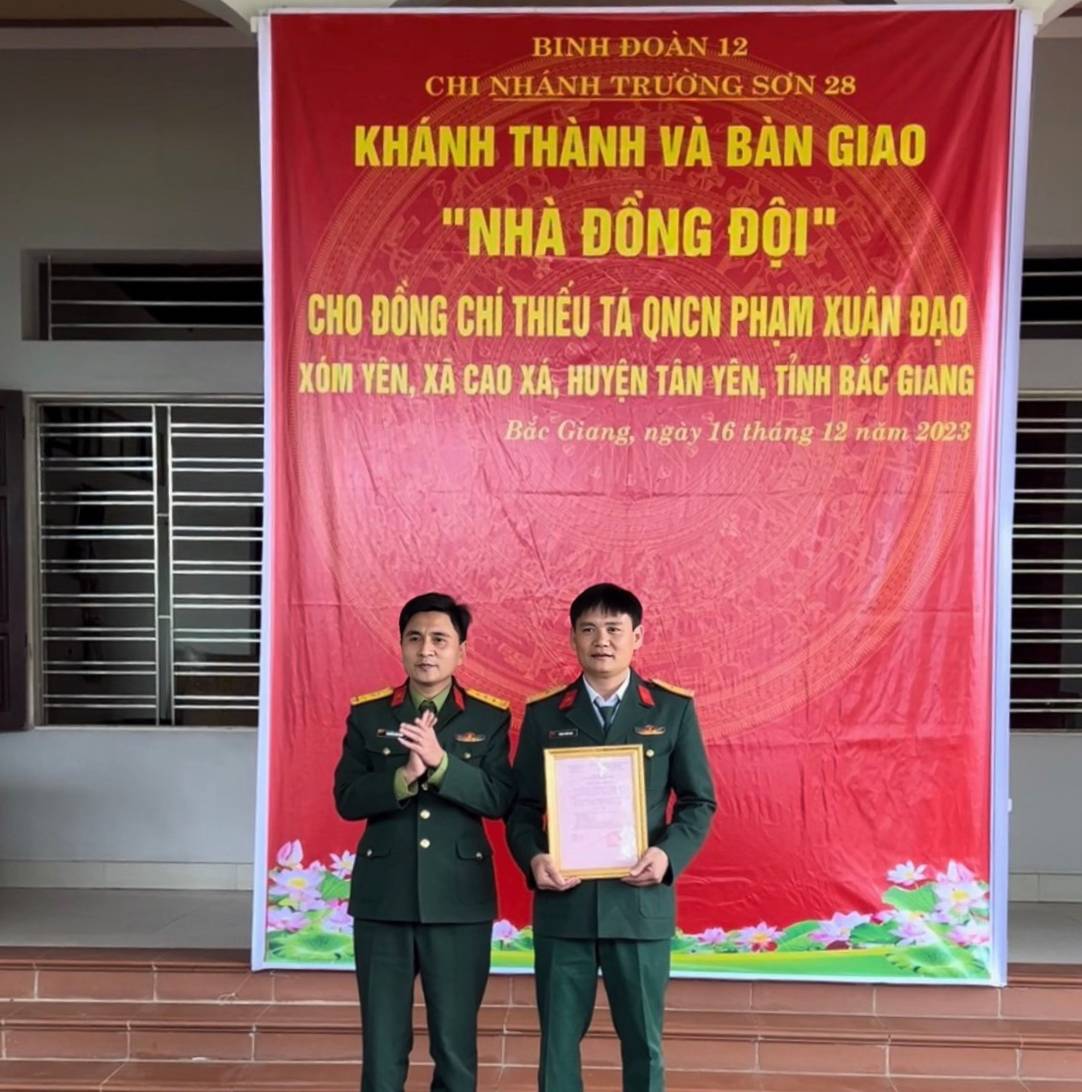 BINH ĐOÀN 12
CHI NHÁNH TRƯỜNG SƠN 28
KHÁNH THÀNH VÀ BÀN GIAO
"NHÀ ĐỒNG ĐỘI"
CHO ĐỒNG CHÍ THIẾU TÁ QNCN PHẠM XUÂN ĐẠO
XÓM YÊN, XÃ CAO XÁ, HUYỆN TÂN YÊN, TỈNH BẮC GIANG
Bắc Giang, ngày 16 tháng 12 năm 2023